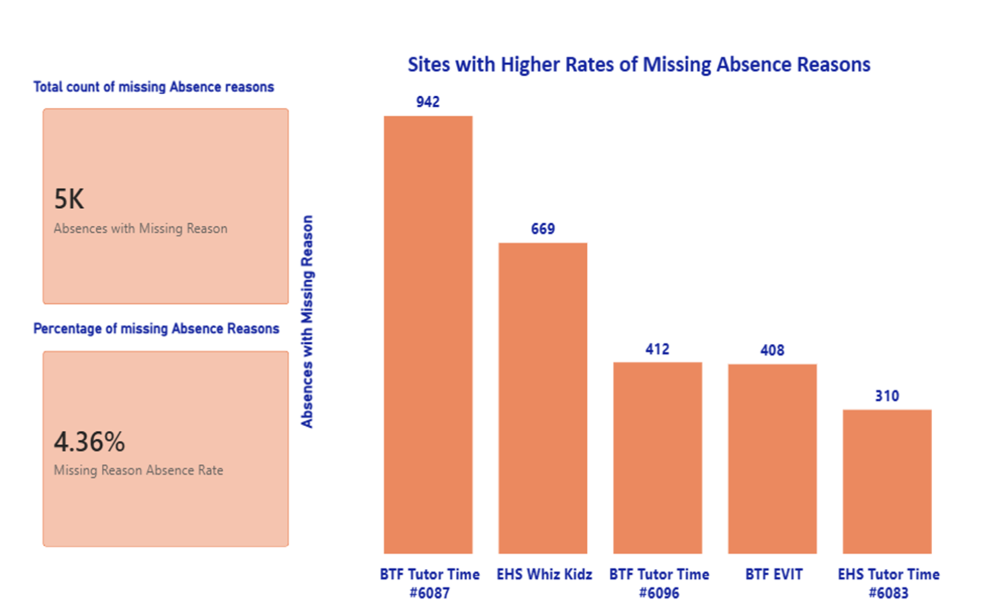 Sites with Higher Rates of Missing Absence Reasons
Total count of missing Absence reasons
5K
Absences with Missing Reason
Percentage of missing Absence Reasons
4.36%
Missing Reason Absence Rate
Absences with Missing Reason
942
669
412
408
310
BTF Tutor Time
#6087
EHS Whiz Kidz
BTF Tutor Time
#6096
BTF EVIT
EHS Tutor Time
#6083